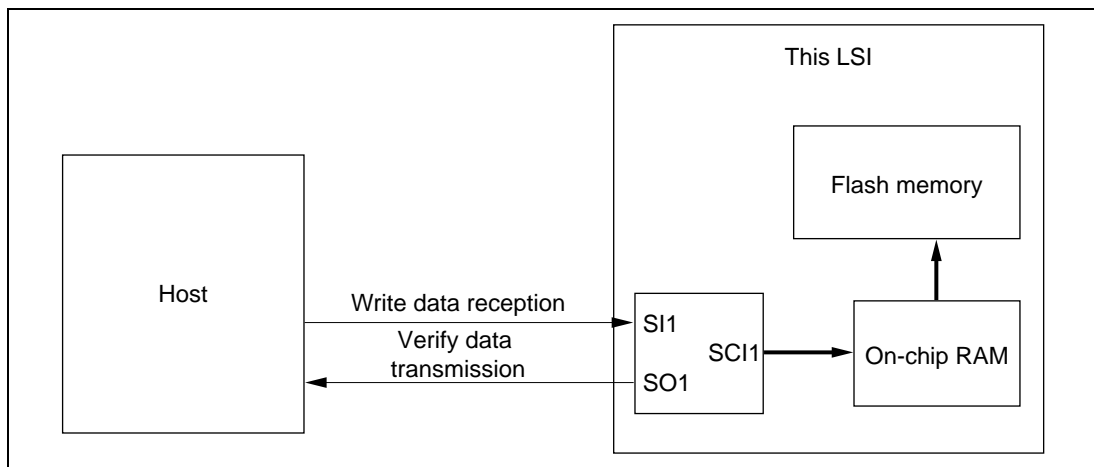 This LSI
Flash memory
Host
Write data reception
SI1
Verify data
transmission
SCI1
SO1
On-chip RAM